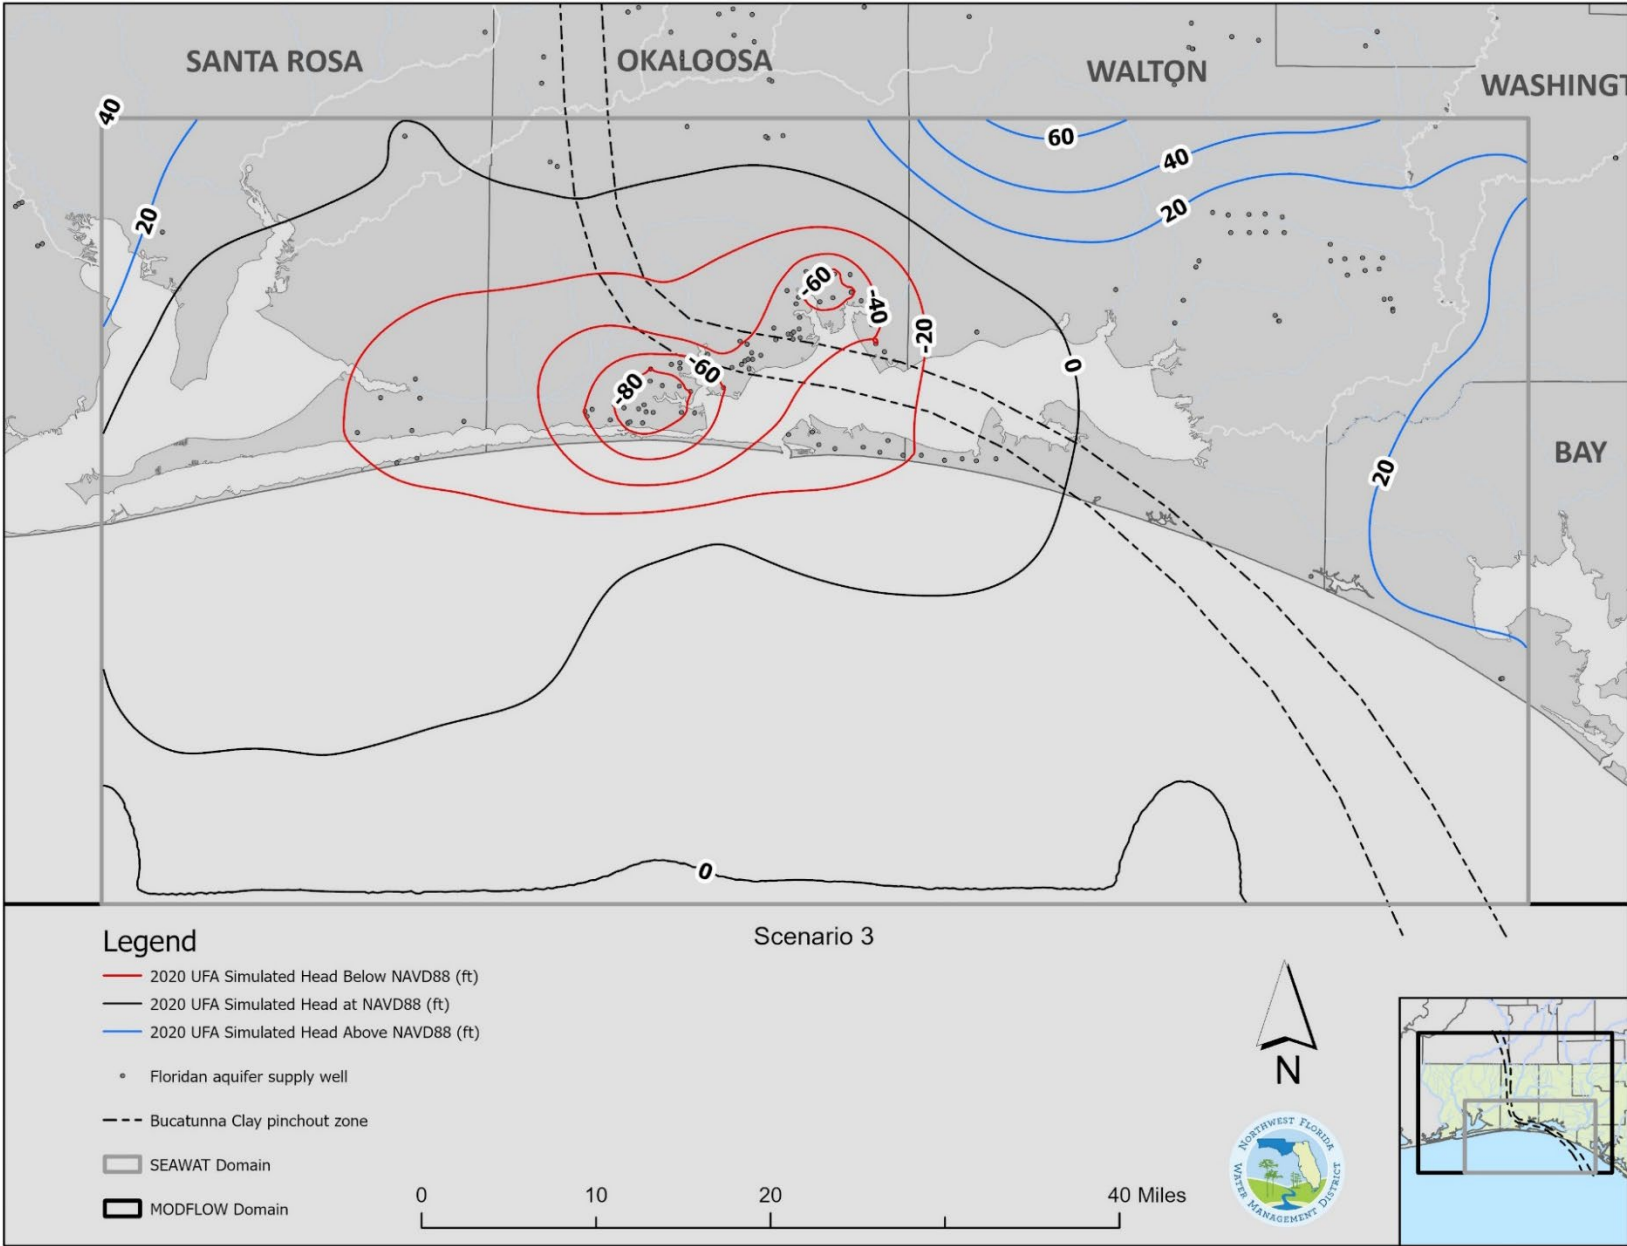 SANTA ROSA
OKALOOSA
WALTON
WASHINGT
40
60
40
20
20
-60
-40
-20
0
-60
-80
BAY
20
0
Scenario 3
Legend
2020 UFA Simulated Head Below NAVD88 (ft)
2020 UFA Simulated Head at NAVD88 (ft)
2020 UFA Simulated Head Above NAVD88 (ft)
Floridan aquifer supply well
Bucatunna Clay pinchout zone
SEAWAT Domain
MODFLOW Domain
0 10 20 40 Miles
N
NORTHWEST FLORIDA
WATER MANAGEMENT DISTRICT